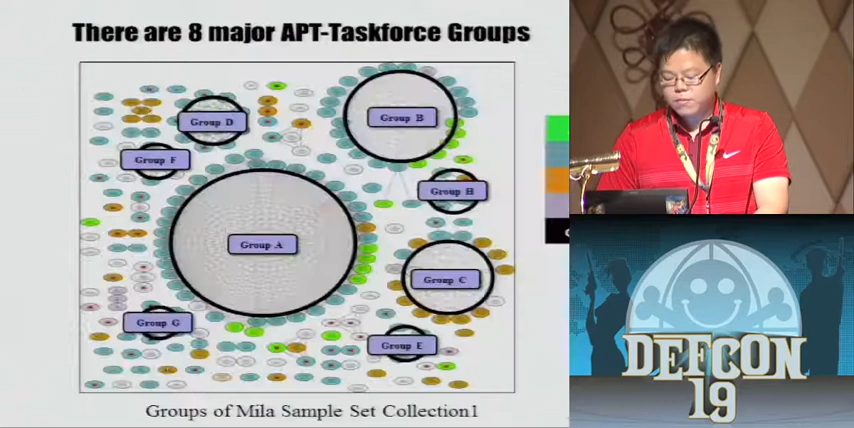 There are 8 major APT-Taskforce Groups
Group B
Group D
Group F
Group H
Group A
Group C
Group G
Group E
Groups of Mila Sample Set Collection1
DEFCON
19